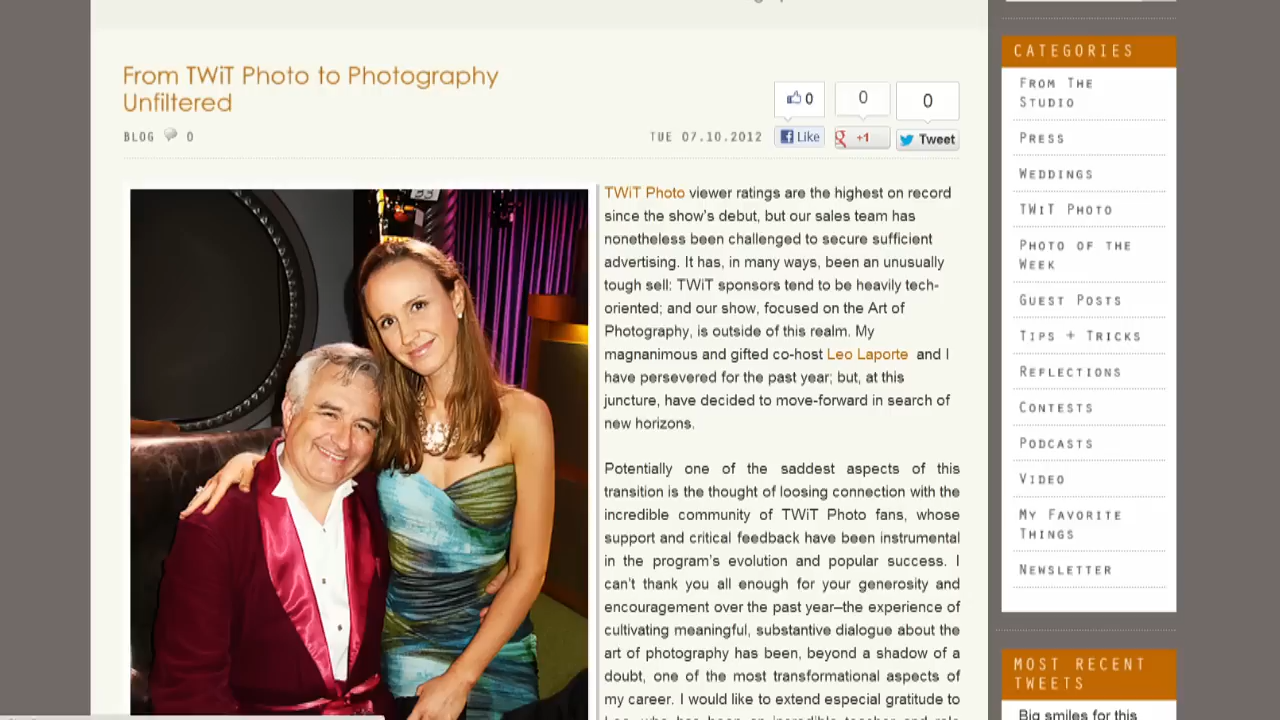 From TWiT Photo to Photography
Unfiltered
BLOG 0
TUE 07.10.2012
0
0
0
Like
+1
Tweet
TWiT Photo viewer ratings are the highest on record
since the show's debut, but our sales team has
nonetheless been challenged to secure sufficient
advertising. It has, in many ways, been an unusually
tough sell: TWiT sponsors tend to be heavily tech-
oriented; and our show, focused on the Art of
Photography, is outside of this realm. My
magnanimous and gifted co-host Leo Laporte and I
have persevered for the past year; but, at this
juncture, have decided to move-forward in search of
new horizons.
Potentially one of the saddest aspects of this
transition is the thought of loosing connection with the
incredible community of TWiT Photo fans, whose
support and critical feedback have been instrumental
in the program's evolution and popular success. I
can't thank you all enough for your generosity and
encouragement over the past year–the experience of
cultivating meaningful, substantive dialogue about the
art of photography has been, beyond a shadow of a
doubt, one of the most transformational aspects of
my career. I would like to extend especial gratitude to
CATEGORIES
FROM THE
STUDIO
PRESS
WEDDINGS
TWIT PHOTO
PHOTO OF THE
WEEK
GUEST POSTS
TIPS + TRICKS
REFLECTIONS
CONTESTS
PODCASTS
VIDEO
MY FAVORITE
THINGS
NEWSLETTER
MOST RECENT
TWEETS
Big smiles for this